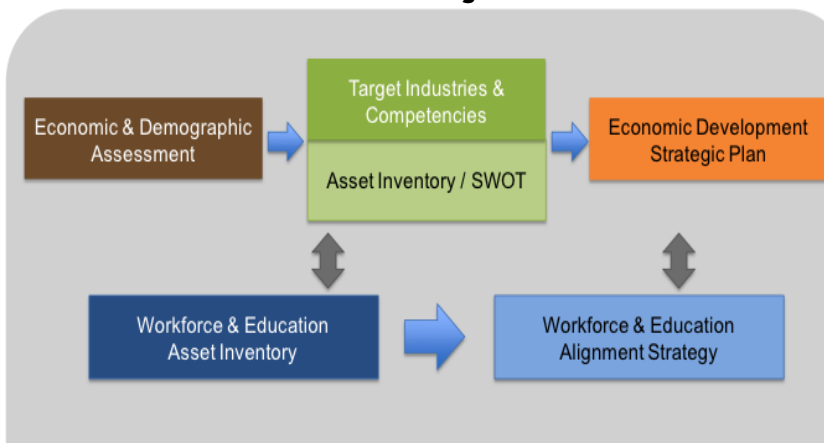 Economic & Demographic
Assessment
Target Industries &
Competencies
Asset Inventory / SWOT
Economic Development
Strategic Plan
Workforce & Education
Asset Inventory
Workforce & Education
Alignment Strategy